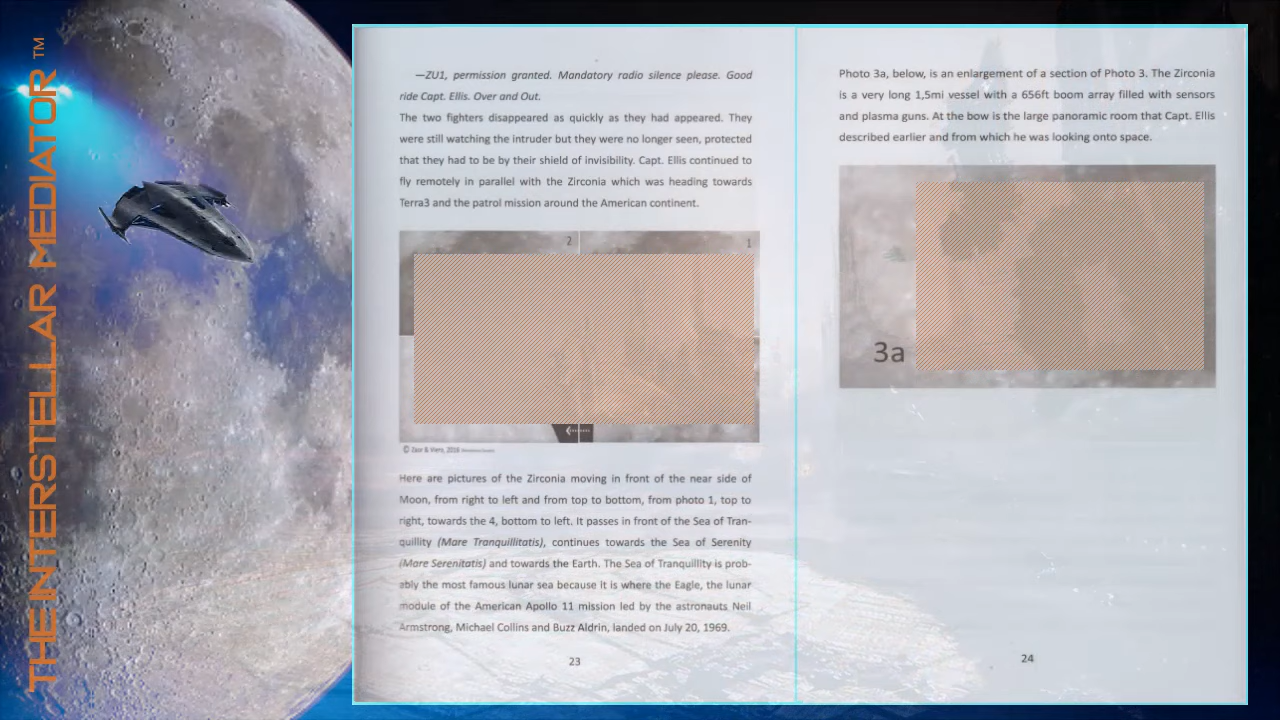 THE INTERSTELLAR MEDIATOR™
—ZU1, permission granted. Mandatory radio silence please. Good
ride Capt. Ellis. Over and Out.
The two fighters disappeared as quickly as they had appeared. They
were still watching the intruder but they were no longer seen, protected
that they had to be by their shield of invisibility. Capt. Ellis continued to
fly remotely in parallel with the Zirconia which was heading towards
Terra3 and the patrol mission around the American continent.
2
1
© Zaor & Viero, 2016
Here are pictures of the Zirconia moving in front of the near side of
Moon, from right to left and from top to bottom, from photo 1, top to
right, towards the 4, bottom to left. It passes in front of the Sea of Tran-
quillity (Mare Tranquillitatis), continues towards the Sea of Serenity
(Mare Serenitatis) and towards the Earth. The Sea of Tranquillity is prob-
ably the most famous lunar sea because it is where the Eagle, the lunar
module of the American Apollo 11 mission led by the astronauts Neil
Armstrong, Michael Collins and Buzz Aldrin, landed on July 20, 1969.
23
Photo 3a, below, is an enlargement of a section of Photo 3. The Zirconia
is a very long 1,5mi vessel with a 656ft boom array filled with sensors
and plasma guns. At the bow is the large panoramic room that Capt. Ellis
described earlier and from which he was looking onto space.
3a
24